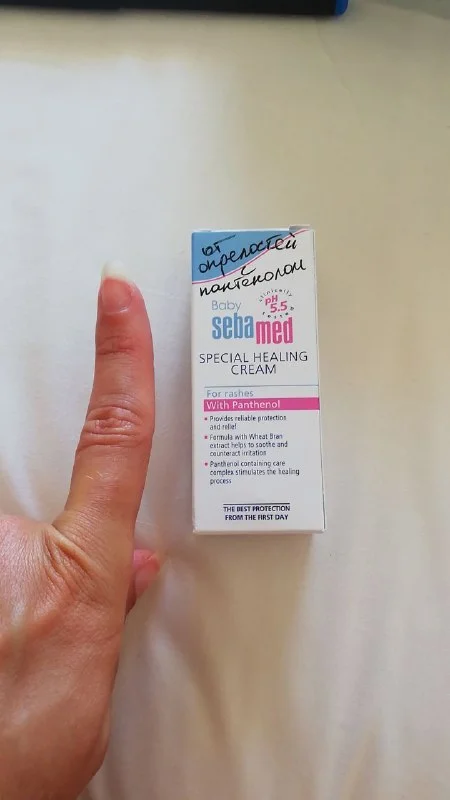 от
опрелостей
с
пантенолом
Baby
clinically
pH
5.5
tested
sebamed
SPECIAL HEALING
CREAM
For rashes
With Panthenol
Provides reliable protection
and relief
Formula with Wheat Bran
extract helps to soothe and
counteract irritation
Panthenol containing care
complex stimulates the healing
process
THE BEST PROTECTION
FROM THE FIRST DAY